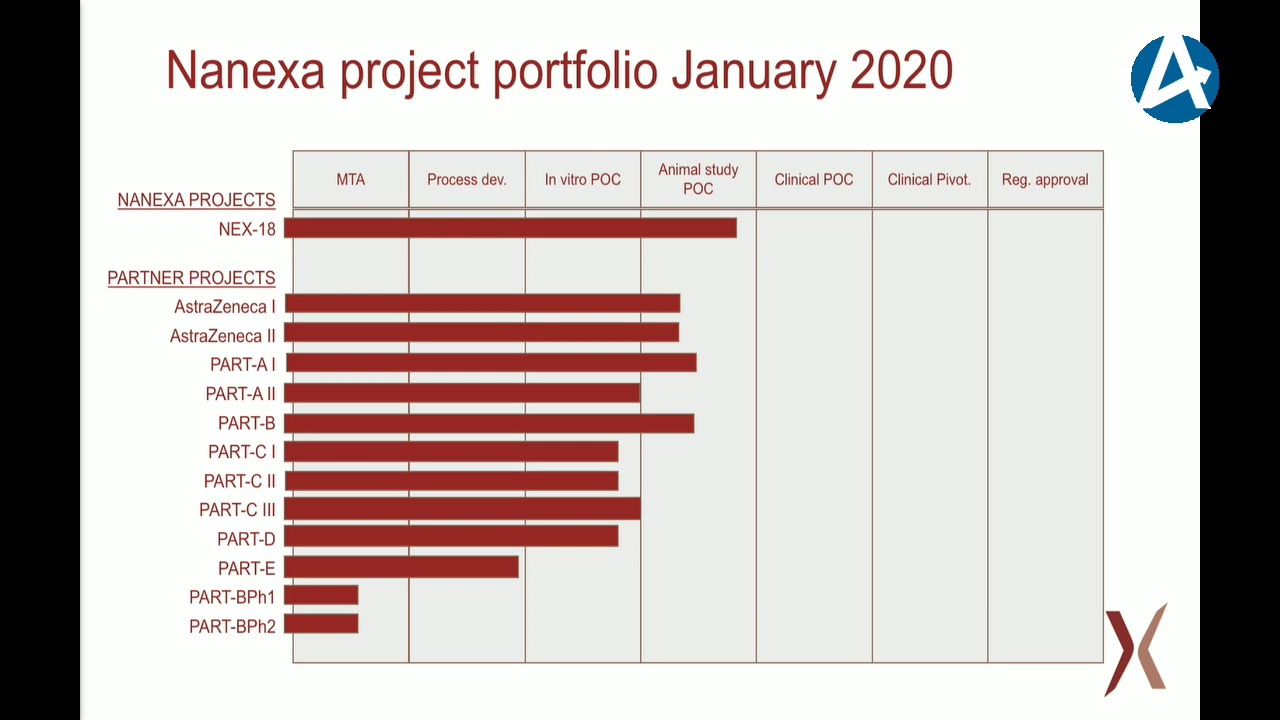 Nanexa project portfolio January 2020
MTA
Process dev.
In vitro POC
Animal study
POC
Clinical POC
Clinical Pivot.
Reg. approval
NANEXA PROJECTS
NEX-18
PARTNER PROJECTS
AstraZeneca I
AstraZeneca II
PART-A I
PART-A II
PART-B
PART-C I
PART-C II
PART-C III
PART-D
PART-E
PART-BPh1
PART-BPh2